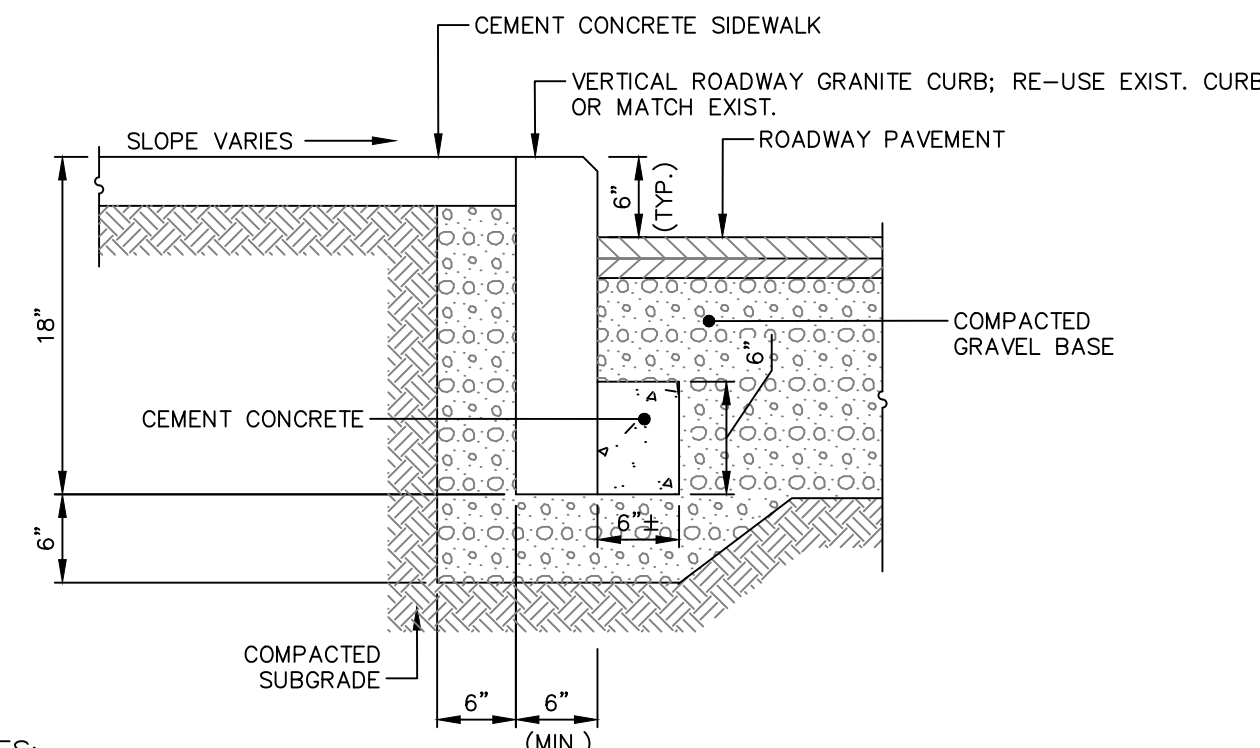 CEMENT CONCRETE SIDEWALK
VERTICAL ROADWAY GRANITE CURB; RE-USE EXIST. CURB
OR MATCH EXIST.
SLOPE VARIES
ROADWAY PAVEMENT
6"
(TYP.)
18"
COMPACTED
GRAVEL BASE
6"
CEMENT CONCRETE
6"±
6"
COMPACTED
SUBGRADE
6"
6"
(MIN.)